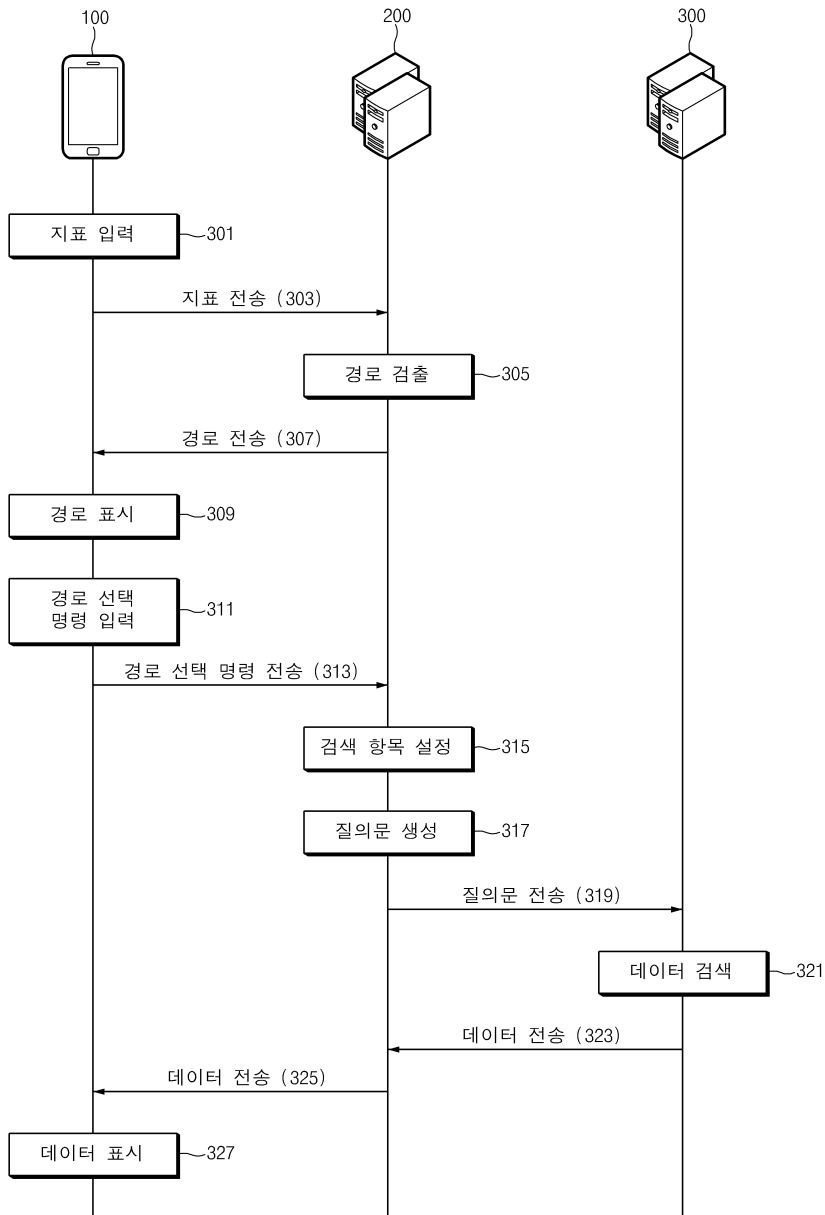 100
200
300
지표 입력
301
지표 전송 (303)
경로 검출
305
경로 전송 (307)
경로 표시
309
경로 선택
명령 입력
311
경로 선택 명령 전송 (313)
검색 항목 설정
315
질의문 생성
317
질의문 전송 (319)
데이터 검색
321
데이터 전송 (323)
데이터 전송 (325)
데이터 표시
327